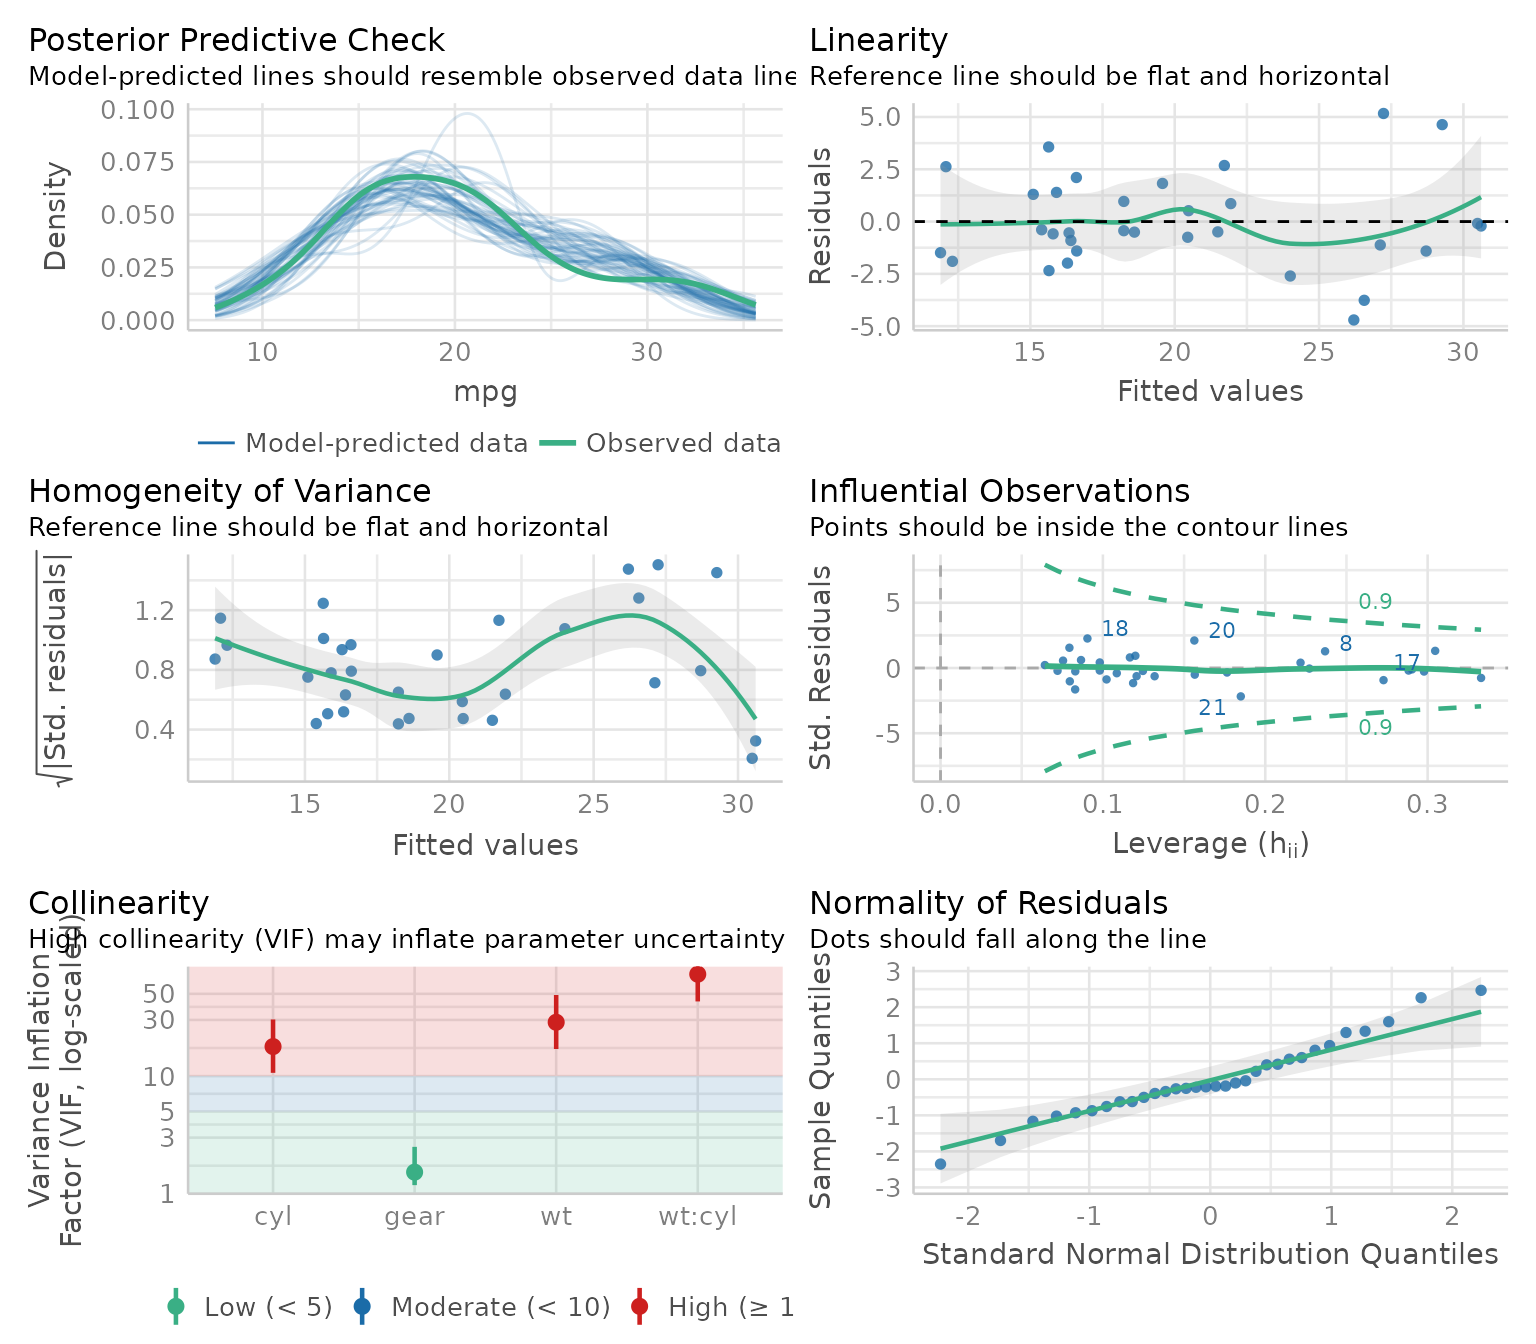 Posterior Predictive Check
Model-predicted lines should resemble observed data line
Density
0.100
0.075
0.050
0.025
0.000
10
20
30
mpg
Model-predicted data
Observed data
Linearity
Reference line should be flat and horizontal
Residuals
5.0
2.5
0.0
-2.5
-5.0
15
20
25
30
Fitted values
Homogeneity of Variance
Reference line should be flat and horizontal
√|Std. residuals|
1.2
0.8
0.4
15
20
25
30
Fitted values
Influential Observations
Points should be inside the contour lines
Std. Residuals
5
0
-5
0.9
18
20
8
17
21
0.9
0.0
0.1
0.2
0.3
Leverage (hii)
Collinearity
High collinearity (VIF) may inflate parameter uncertainty
Variance Inflation
Factor (VIF, log-scaled)
50
30
10
5
3
1
cyl
gear
wt
wt:cyl
Low (< 5)
Moderate (< 10)
High (≥ 1
Normality of Residuals
Dots should fall along the line
Sample Quantiles
3
2
1
0
-1
-2
-3
-2
-1
0
1
2
Standard Normal Distribution Quantiles